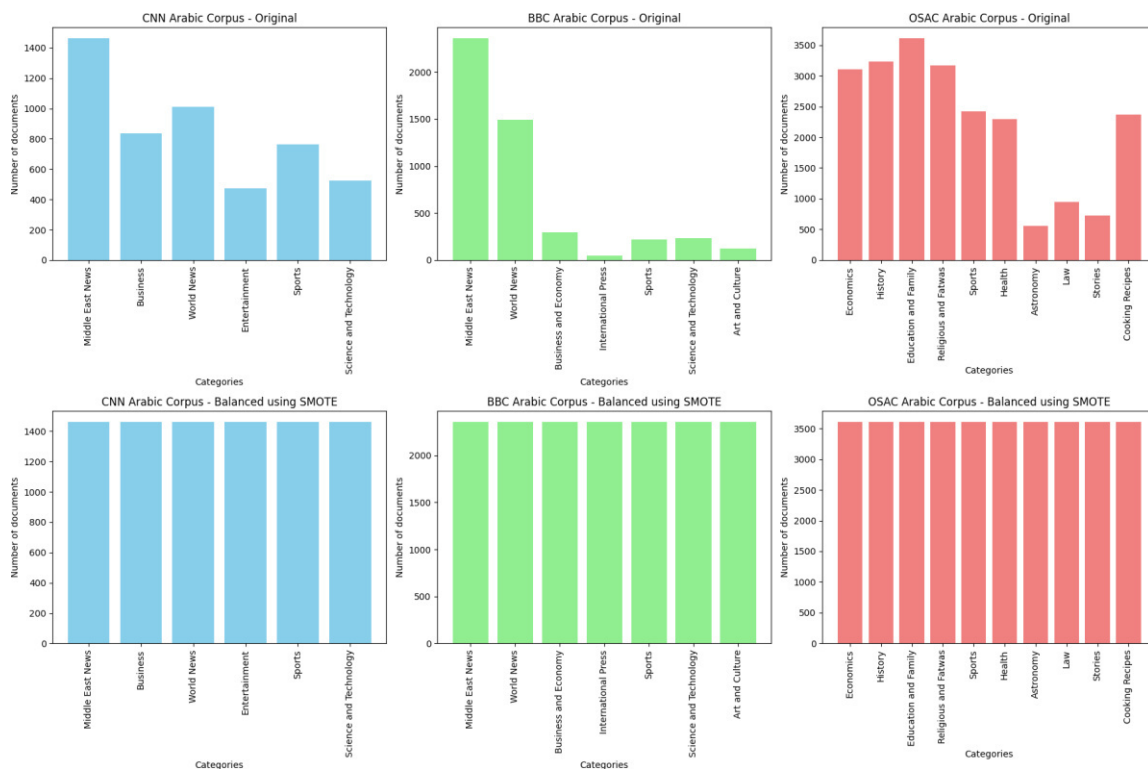 CNN Arabic Corpus - Original
Number of documents
1400
1200
1000
800
600
400
200
0
Middle East News
Business
World News
Entertainment
Sports
Science and Technology
Categories
BBC Arabic Corpus - Original
Number of documents
2000
1500
1000
500
0
Middle East News
World News
Business and Economy
International Press
Sports
Science and Technology
Art and Culture
Categories
OSAC Arabic Corpus - Original
Number of documents
3500
3000
2500
2000
1500
1000
500
0
Economics
History
Education and Family
Religious and Fatwas
Sports
Health
Astronomy
Law
Stories
Cooking Recipes
Categories
CNN Arabic Corpus - Balanced using SMOTE
Number of documents
1400
1200
1000
800
600
400
200
0
Middle East News
Business
World News
Entertainment
Sports
Science and Technology
Categories
BBC Arabic Corpus - Balanced using SMOTE
Number of documents
2000
1500
1000
500
0
Middle East News
World News
Business and Economy
International Press
Sports
Science and Technology
Art and Culture
Categories
OSAC Arabic Corpus - Balanced using SMOTE
Number of documents
3500
3000
2500
2000
1500
1000
500
0
Economics
History
Education and Family
Religious and Fatwas
Sports
Health
Astronomy
Law
Stories
Cooking Recipes
Categories